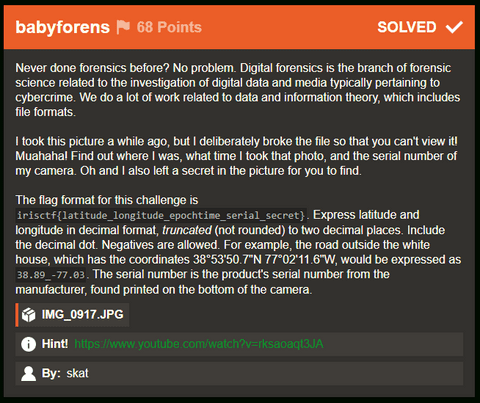 babyforens 68 Points SOLVED
Never done forensics before? No problem. Digital forensics is the branch of forensic
science related to the investigation of digital data and media typically pertaining to
cybercrime. We do a lot of work related to data and information theory, which includes
file formats.
I took this picture a while ago, but I deliberately broke the file so that you can't view it!
Muahaha! Find out where I was, what time I took that photo, and the serial number of
my camera. Oh and I also left a secret in the picture for you to find.
The flag format for this challenge is
irisctf{latitude_longitude_epochtime_serial_secret}. Express latitude and
longitude in decimal format, truncated (not rounded) to two decimal places. Include
the decimal dot. Negatives are allowed. For example, the road outside the white
house, which has the coordinates 38°53'50.7"N 77°02'11.6"W, would be expressed as
38.89_-77.03. The serial number is the product's serial number from the
manufacturer, found printed on the bottom of the camera.
IMG_0917.JPG
Hint! https://www.youtube.com/watch?v=rksaoaqt3JA
By: skat